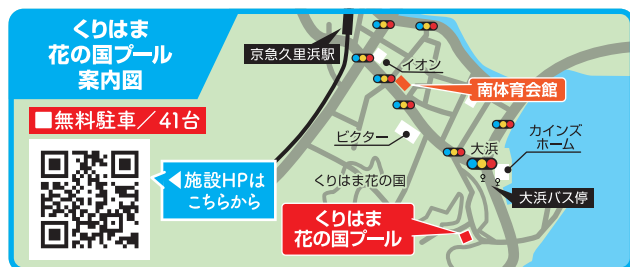 くりはま
花の国プール
案内図
■無料駐車／41台
施設HPは
こちらから
京急久里浜駅
イオン
南体育会館
ビクター
カインズ
ホーム
大浜
くりはま花の国
大浜バス停
くりはま
花の国プール